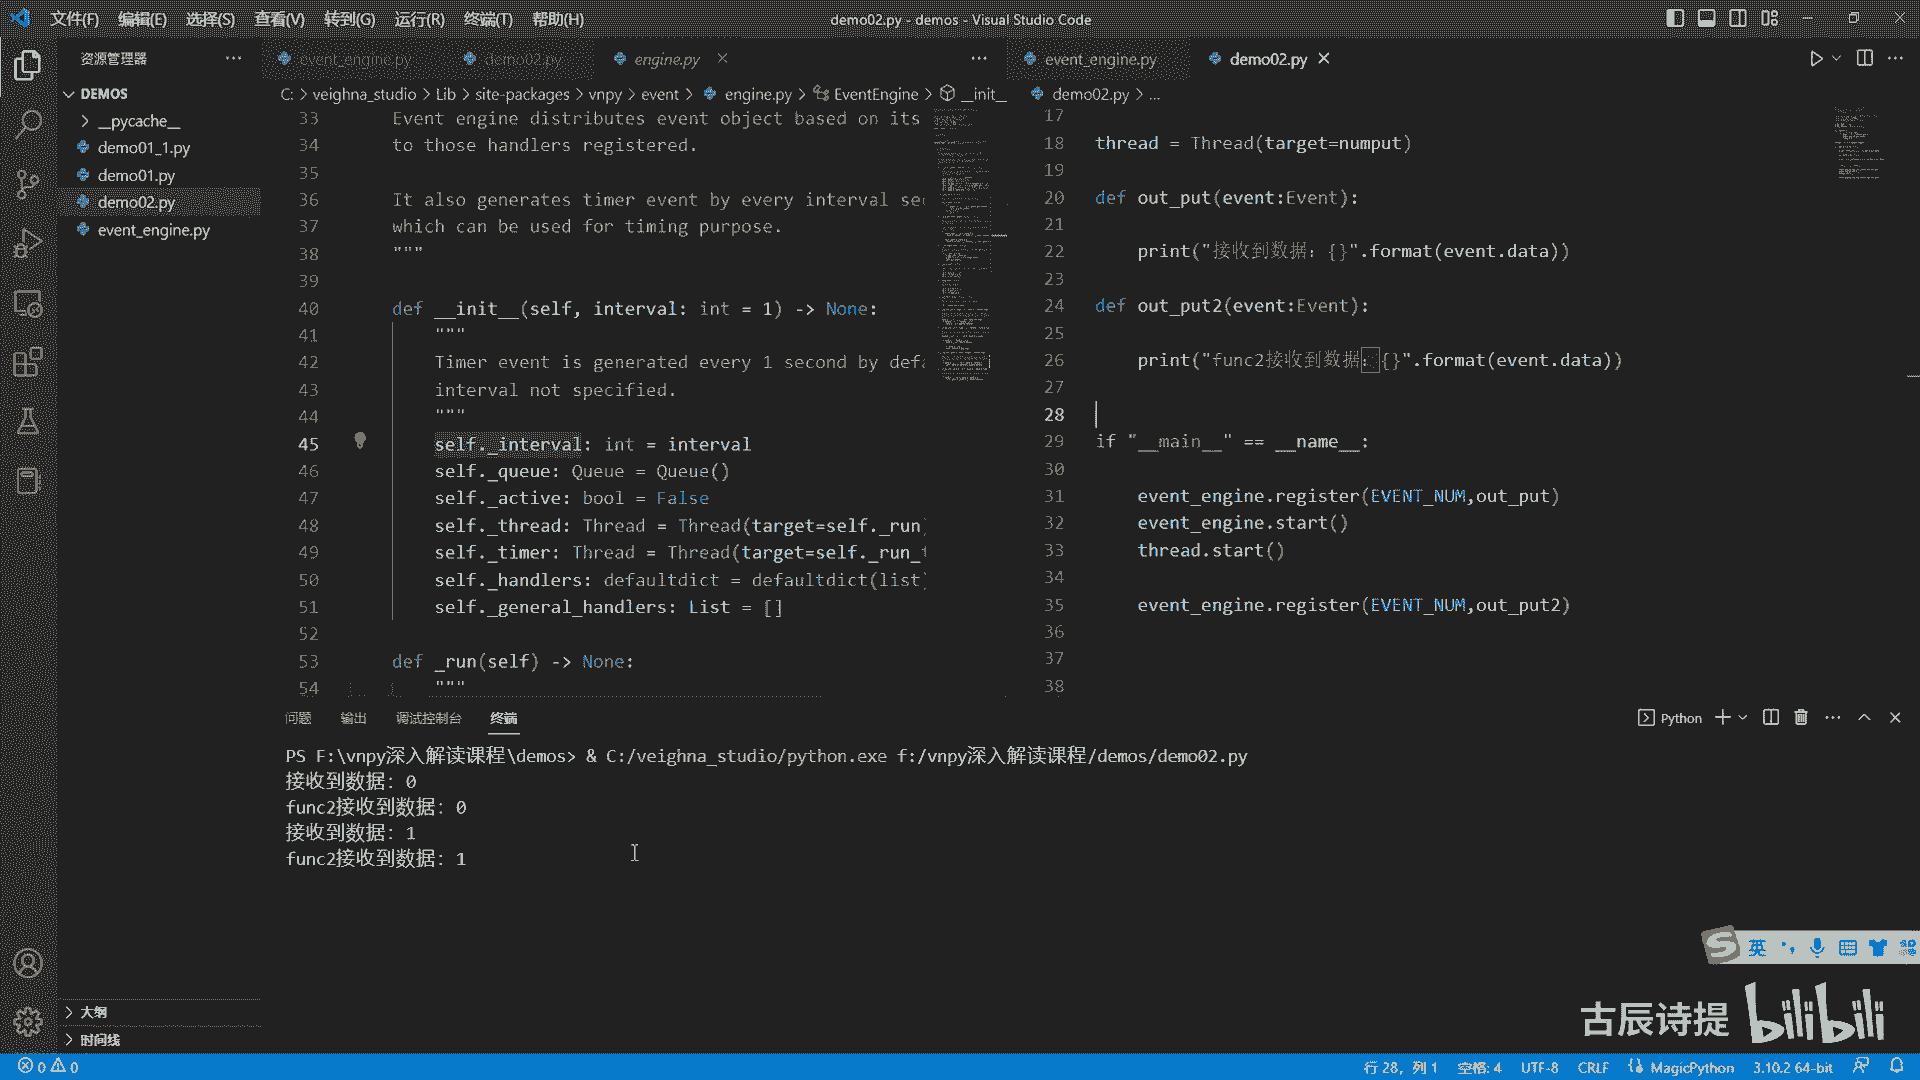 文件(F) 编辑(E) 选择(S) 查看(V) 转到(G) 运行(R) 终端(T) 帮助(H) demo02.py - demos - Visual Studio Code
资源管理器
DEMOS
__pycache__
demo01_1.py
demo01.py
demo02.py
event_engine.py
大纲
时间线
event_engine.py demo02.py engine.py
C: > veighna_studio > Lib > site-packages > vnpy > event > engine.py > EventEngine > __init__
33 Event engine distributes event object based on its
34 to those handlers registered.
35
36 It also generates timer event by every interval sec
37 which can be used for timing purpose.
38 """
39
40 def __init__(self, interval: int = 1) -> None:
41 """
42 Timer event is generated every 1 second by defa
43 interval not specified.
44 """
45 self._interval: int = interval
46 self._queue: Queue = Queue()
47 self._active: bool = False
48 self._thread: Thread = Thread(target=self._run)
49 self._timer: Thread = Thread(target=self._run_t
50 self._handlers: defaultdict = defaultdict(list)
51 self._general_handlers: List = []
52
53 def _run(self) -> None:
54 """
event_engine.py demo02.py
demo02.py > ...
17
18 thread = Thread(target=numput)
19
20 def out_put(event:Event):
21
22 print("接收到数据：{}".format(event.data))
23
24 def out_put2(event:Event):
25
26 print("func2接收到数据：{}".format(event.data))
27
28
29 if "__main__" == __name__:
30
31 event_engine.register(EVENT_NUM,out_put)
32 event_engine.start()
33 thread.start()
34
35 event_engine.register(EVENT_NUM,out_put2)
36
37
38
问题 输出 调试控制台 终端
Python
PS F:\vnpy深入解读课程\demos> & C:/veighna_studio/python.exe f:/vnpy深入解读课程/demos/demo02.py
接收到数据：0
func2接收到数据：0
接收到数据：1
func2接收到数据：1
英
古辰诗提 bilibili
0 0 行 28，列 1 空格: 4 UTF-8 CRLF MagicPython 3.10.2 64-bit